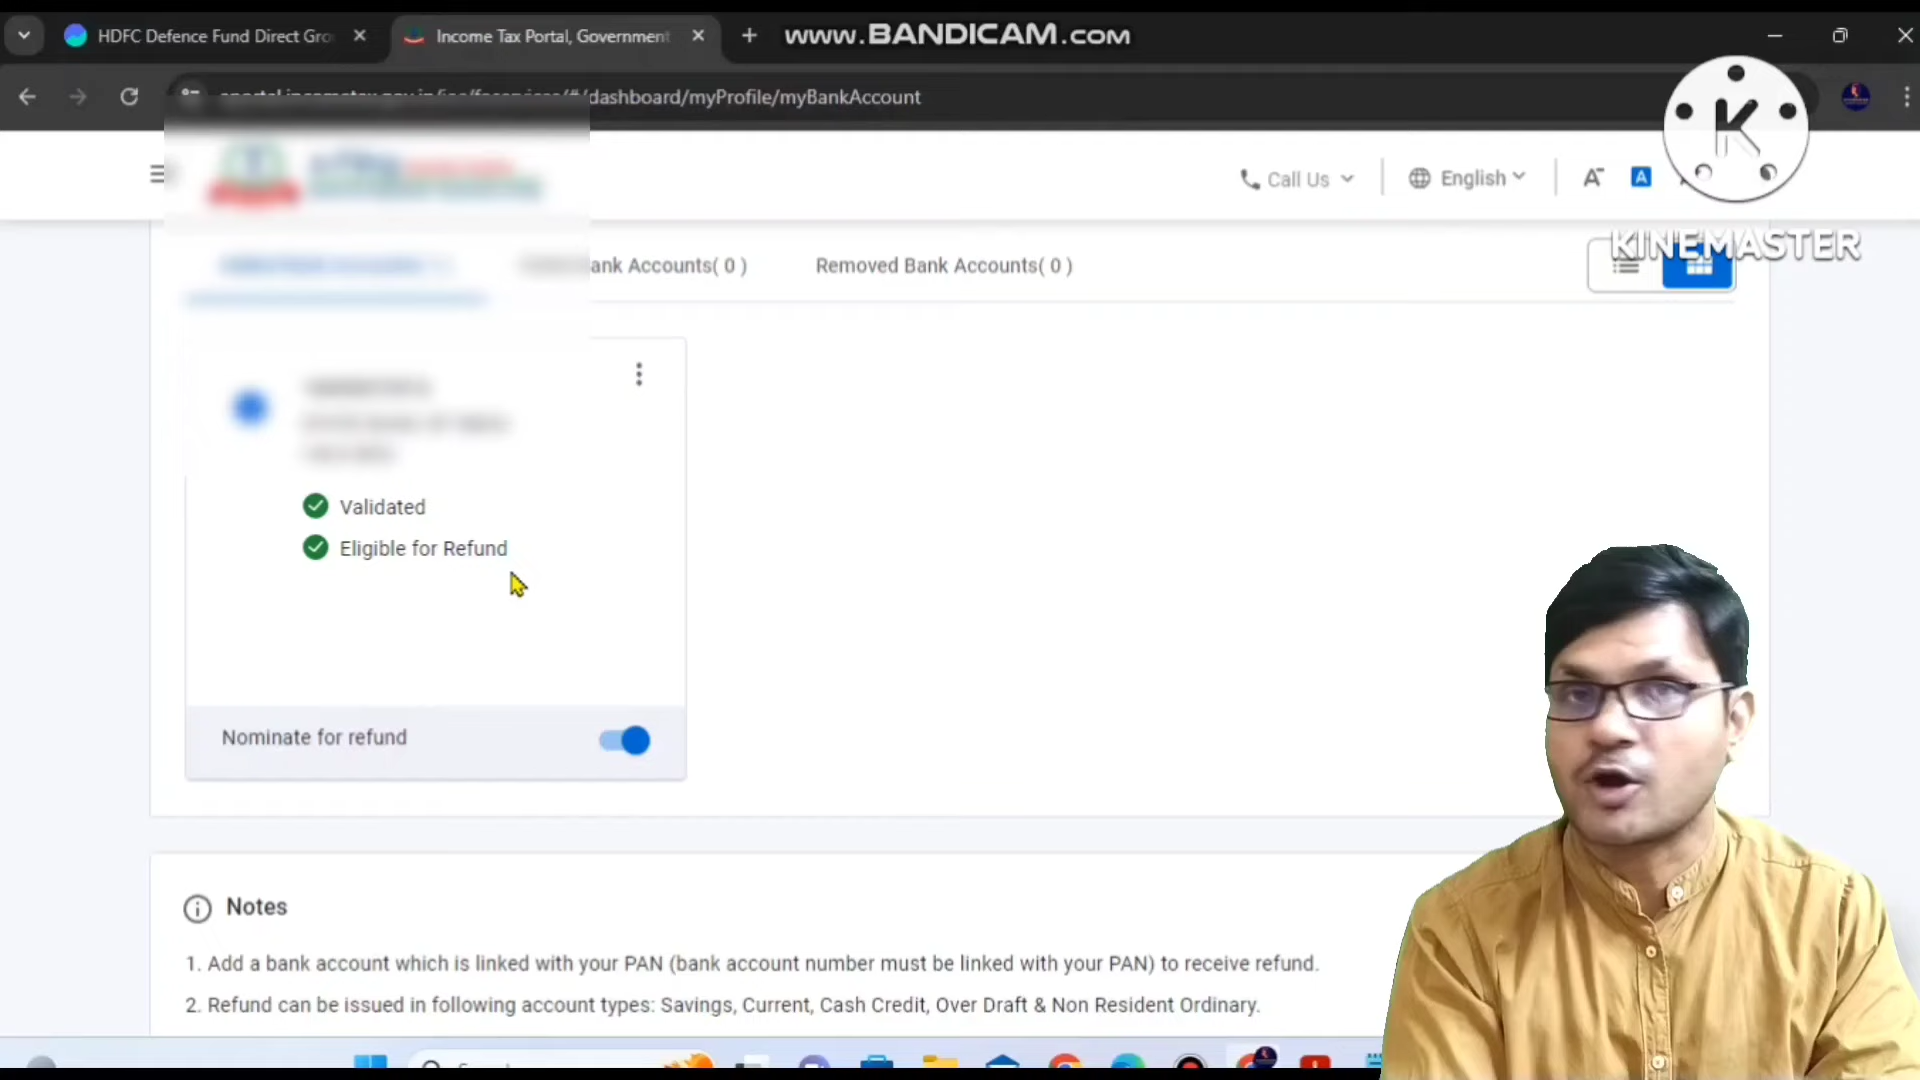 HDFC Defence Fund Direct Gro
Income Tax Portal, Government
www.BANDICAM.com
/dashboard/myProfile/myBankAccount
K
KINEMASTER
Call Us
English
A
A
ank Accounts( 0 )
Removed Bank Accounts( 0 )
Validated
Eligible for Refund
Nominate for refund
Notes
1. Add a bank account which is linked with your PAN (bank account number must be linked with your PAN) to receive refund.
2. Refund can be issued in following account types: Savings, Current, Cash Credit, Over Draft & Non Resident Ordinary.